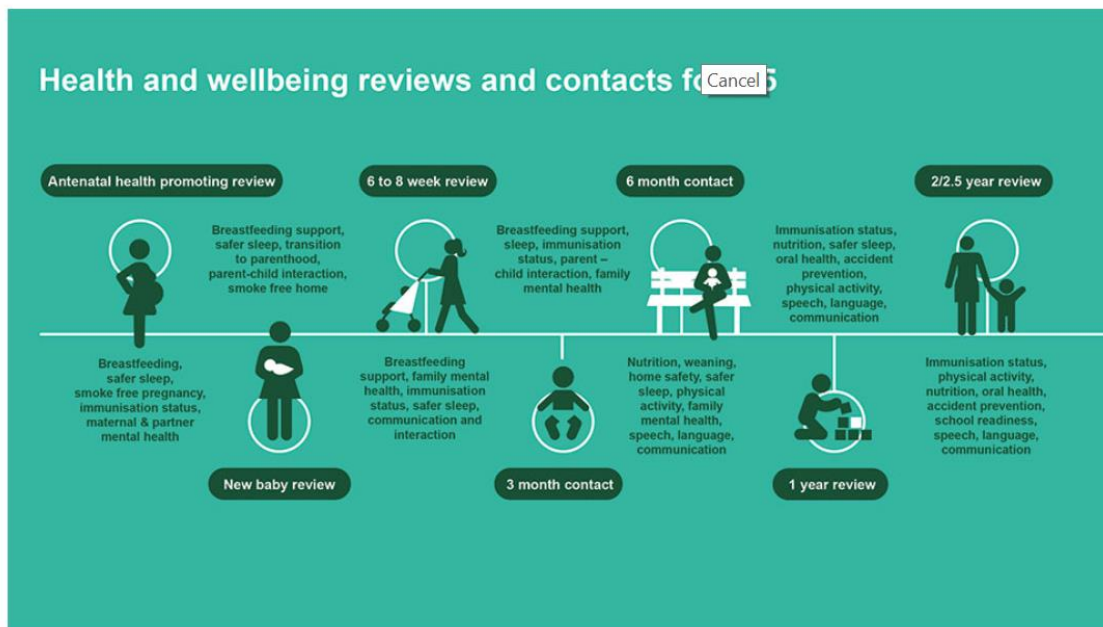 Health and wellbeing reviews and contacts fo
Cancel
5
Antenatal health promoting review
6 to 8 week review
6 month contact
2/2.5 year review
Breastfeeding support,
safer sleep, transition
to parenthood,
parent-child interaction,
smoke free home
Breastfeeding support,
sleep, immunisation
status, parent –
child interaction, family
mental health
Immunisation status,
nutrition, safer sleep,
oral health, accident
prevention,
physical activity,
speech, language,
communication
Breastfeeding,
safer sleep,
smoke free pregnancy,
immunisation status,
maternal & partner
mental health
Breastfeeding
support, family mental
health, immunisation
status, safer sleep,
communication and
interaction
Nutrition, weaning,
home safety, safer
sleep, physical
activity, family
mental health,
speech, language,
communication
Immunisation status,
physical activity,
nutrition, oral health,
accident prevention,
school readiness,
speech, language,
communication
New baby review
3 month contact
1 year review